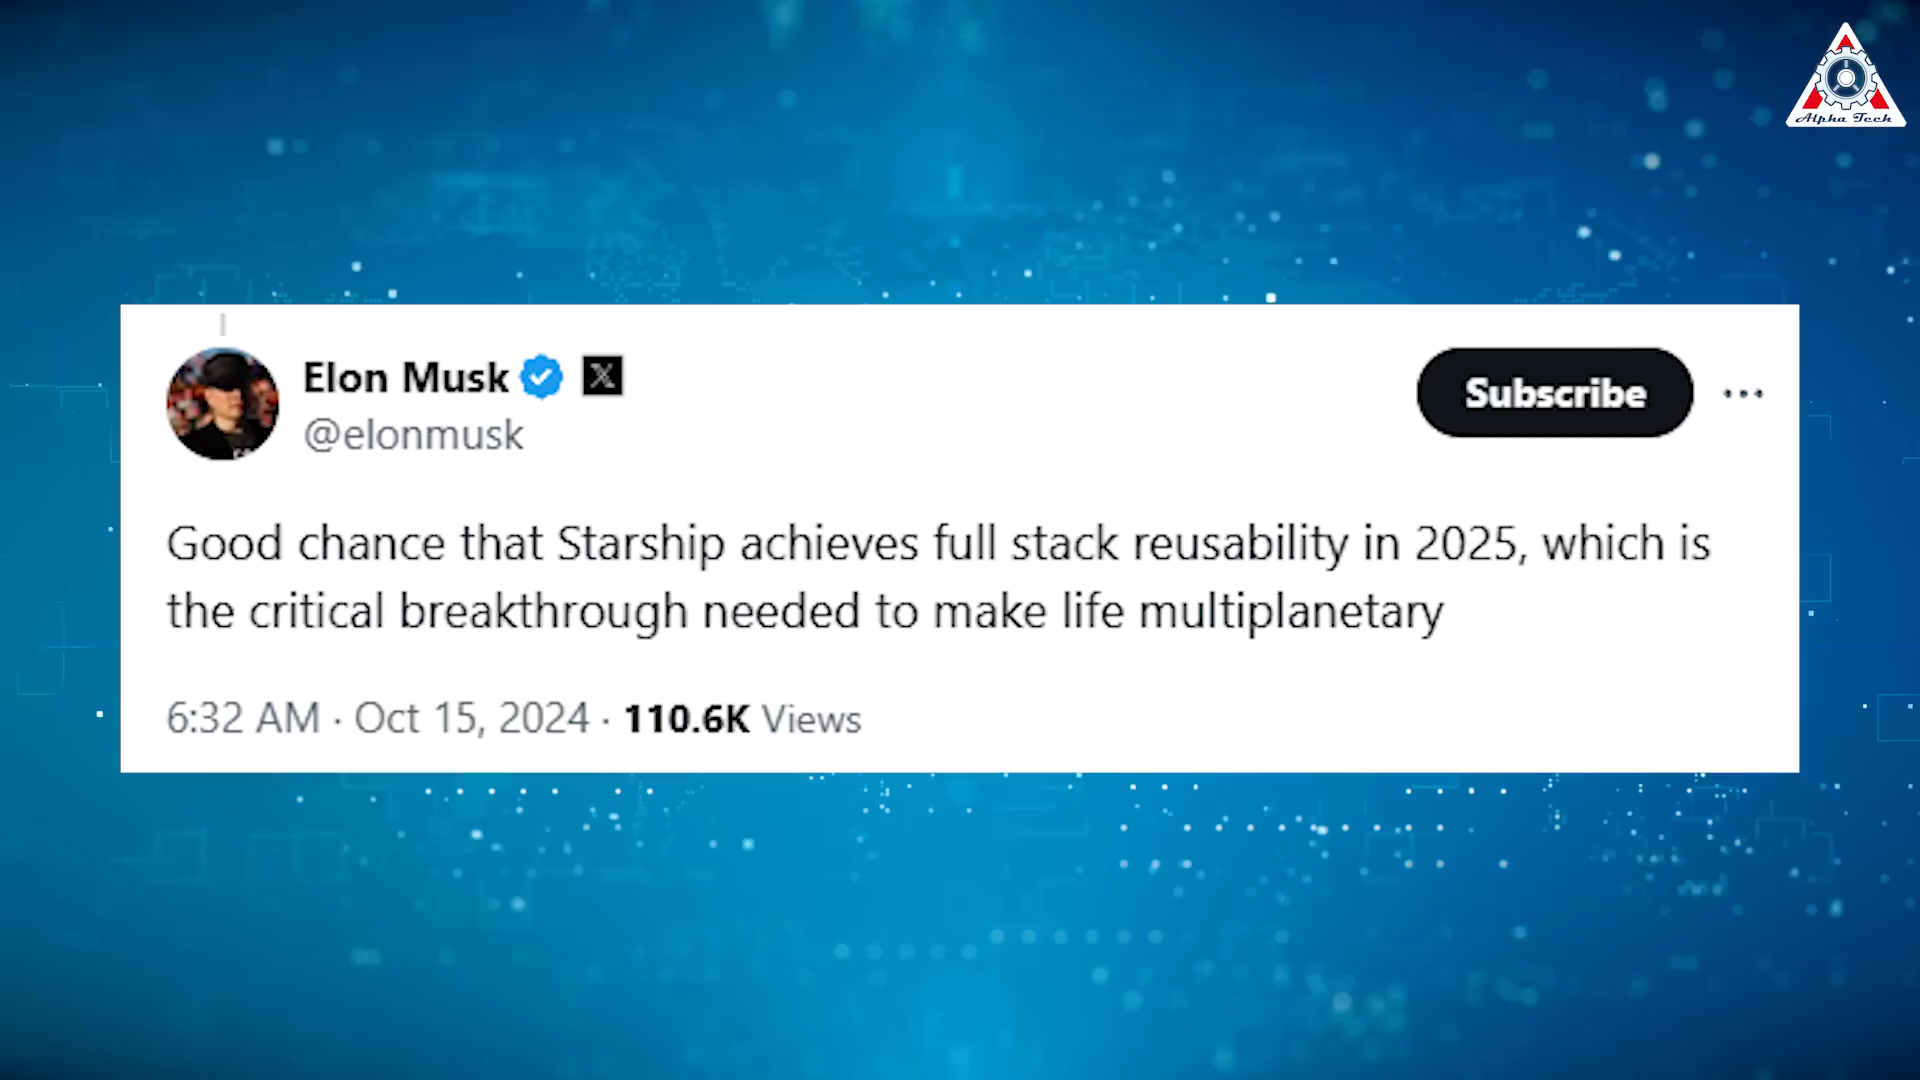 Alpha Tech
Elon Musk
@elonmusk
Subscribe
Good chance that Starship achieves full stack reusability in 2025, which is
the critical breakthrough needed to make life multiplanetary
6:32 AM · Oct 15, 2024 · 110.6K Views